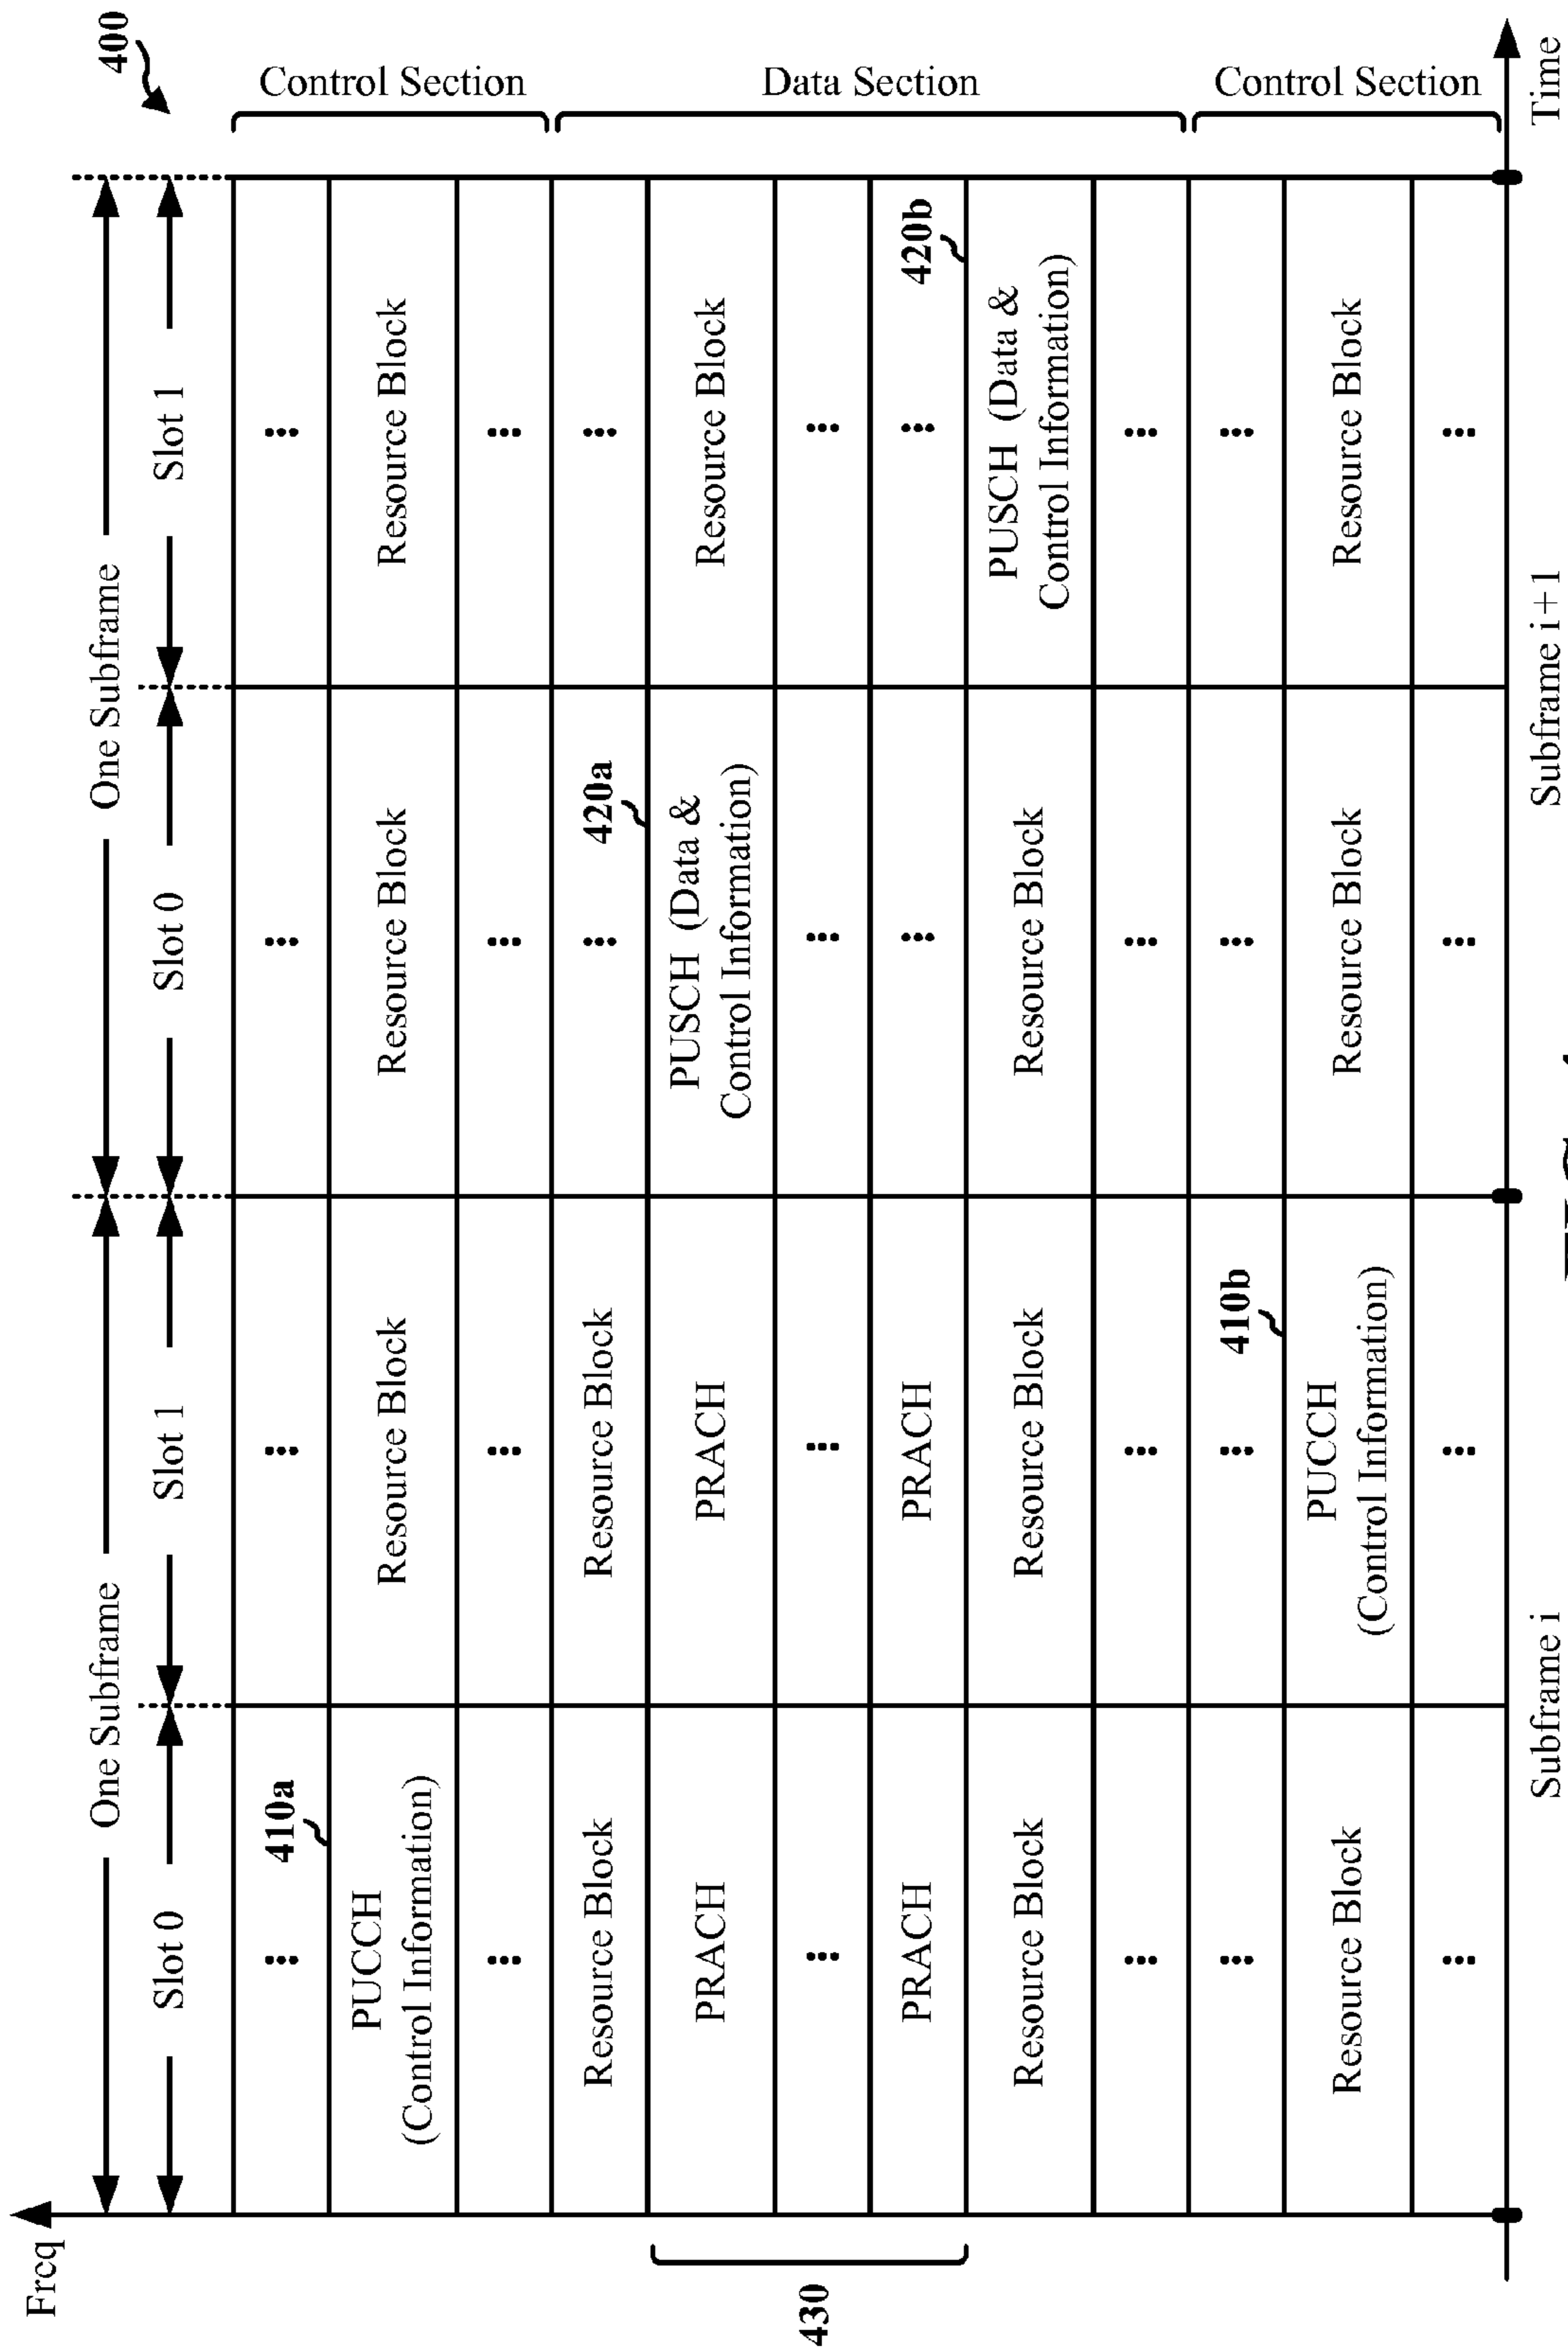 400
One Subframe
One Subframe
Frcq
Slot 0
Slot 1
Slot 0
Slot 1
410a
Control Section
PUCCH
(Control Information)
Resource Block
Resource Block
Resource Block
Resource Block
Resource Block
420a
Data Section
430
PRACH
PRACH
PUSCH (Data &
Control Information)
Resource Block
PRACH
PRACH
420b
Resource Block
Resource Block
Resource Block
PUSCH (Data &
Control Information)
410b
Control Section
Resource Block
PUCCH
(Control Information)
Resource Block
Resource Block
Subframe i
Subframe i+1
Time